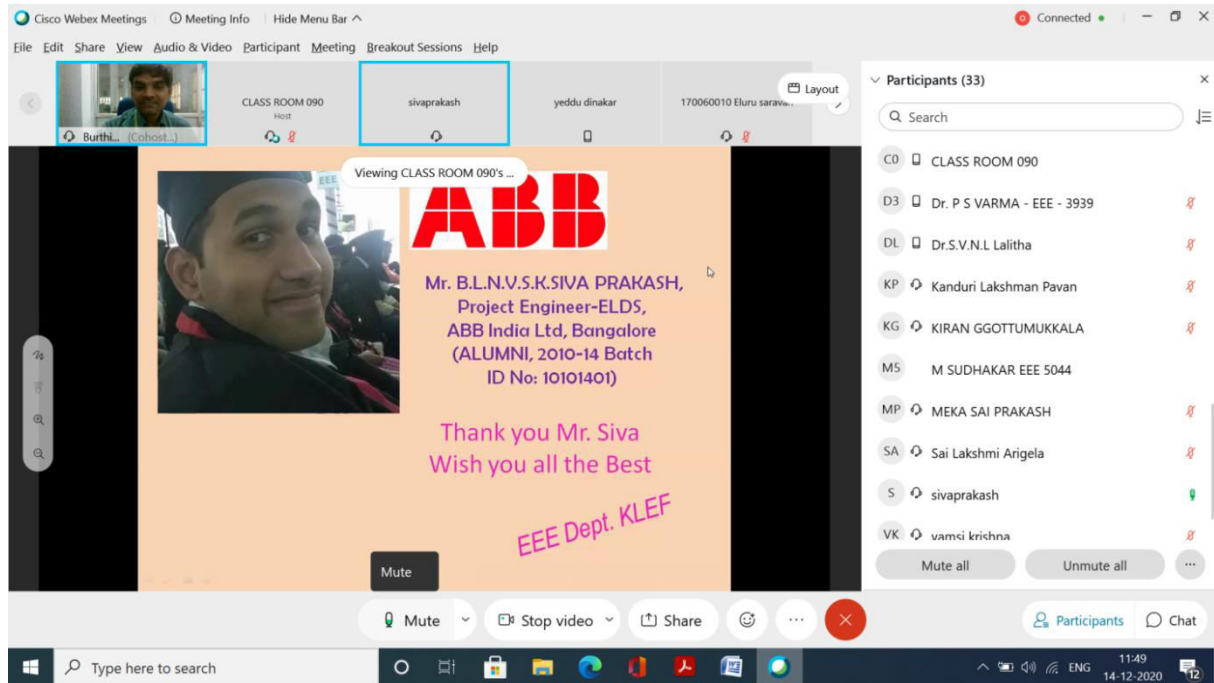 Cisco Webex Meetings Meeting Info Hide Menu Bar
Connected
File Edit Share View Audio & Video Participant Meeting Breakout Sessions Help
Burthi... (Cohost...)
CLASS ROOM 090
Host
sivaprakash
yeddu dinakar
170060010 Eluru
Layout
Viewing CLASS ROOM 090's ...
EEE
ABB
Mr. B.L.N.V.S.K.SIVA PRAKASH,
Project Engineer-ELDS,
ABB India Ltd, Bangalore
(ALUMNI, 2010-14 Batch
ID No: 10101401)
Thank you Mr. Siva
Wish you all the Best
EEE Dept. KLEF
Mute
Participants (33)
Search
C0 CLASS ROOM 090
D3 Dr. P S VARMA - EEE - 3939
DL Dr.S.V.N.L Lalitha
KP Kanduri Lakshman Pavan
KG KIRAN GGOTTUMUKKALA
M5 M SUDHAKAR EEE 5044
MP MEKA SAI PRAKASH
SA Sai Lakshmi Arigela
S sivaprakash
VK vamsi krishna
Mute all Unmute all ...
Mute Stop video Share ...
Participants Chat
Type here to search
ENG
11:49
14-12-2020
12